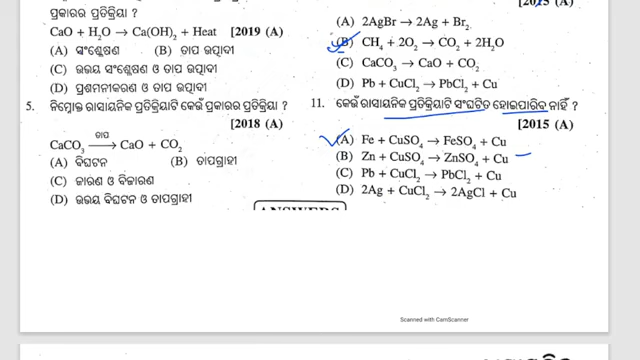 ପ୍ରକାରର ପ୍ରତିକ୍ରିୟା ?
CaO + H₂O → Ca(OH)₂ + Heat [2019 (A)
(A) ସଂଶ୍ଳେଷଣ (B) ତାପ ଉତ୍ପାଦୀ
(C) ଉଭୟ ସଂଶ୍ଳେଷଣ ଓ ତାପ ଉତ୍ପାଦୀ
(D) ପ୍ରଶମନୀକରଣ ଓ ତାପ ଉତ୍ପାଦୀ
5. ନିମ୍ନୋକ୍ତ ରାସାୟନିକ ପ୍ରତିକ୍ରିୟାଟି କେଉଁ ପ୍ରକାରର ପ୍ରତିକ୍ରିୟା ?
[2018 (A)
ତାପ
CaCO₃ → CaO + CO₂
(A) ବିଘଟନ (B) ତାପଗ୍ରାହୀ
(C) ଜାରଣ ଓ ବିଜାରଣ
(D) ଉଭୟ ବିଘଟନ ଓ ତାପଗ୍ରାହୀ
(A) 2AgBr → 2Ag + Br₂
(B) CH₄ + 2O₂ → CO₂ + 2H₂O
(C) CaCO₃ → CaO + CO₂
(D) Pb + CuCl₂ → PbCl₂ + Cu
11. କେଉଁ ରାସାୟନିକ ପ୍ରତିକ୍ରିୟାଟି ସଂଘଟିତ ହୋଇପାରିବ ନାହିଁ ?
[2015 (A)
(A) Fe + CuSO₄ → FeSO₄ + Cu
(B) Zn + CuSO₄ → ZnSO₄ + Cu
(C) Pb + CuCl₂ → PbCl₂ + Cu
(D) 2Ag + CuCl₂ → 2AgCl + Cu
ANSWERS
Scanned with CamScanner